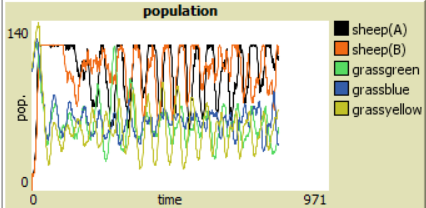 population
140
pop.
0
0
time
971
sheep(A)
sheep(B)
grassgreen
grassblue
grassyellow